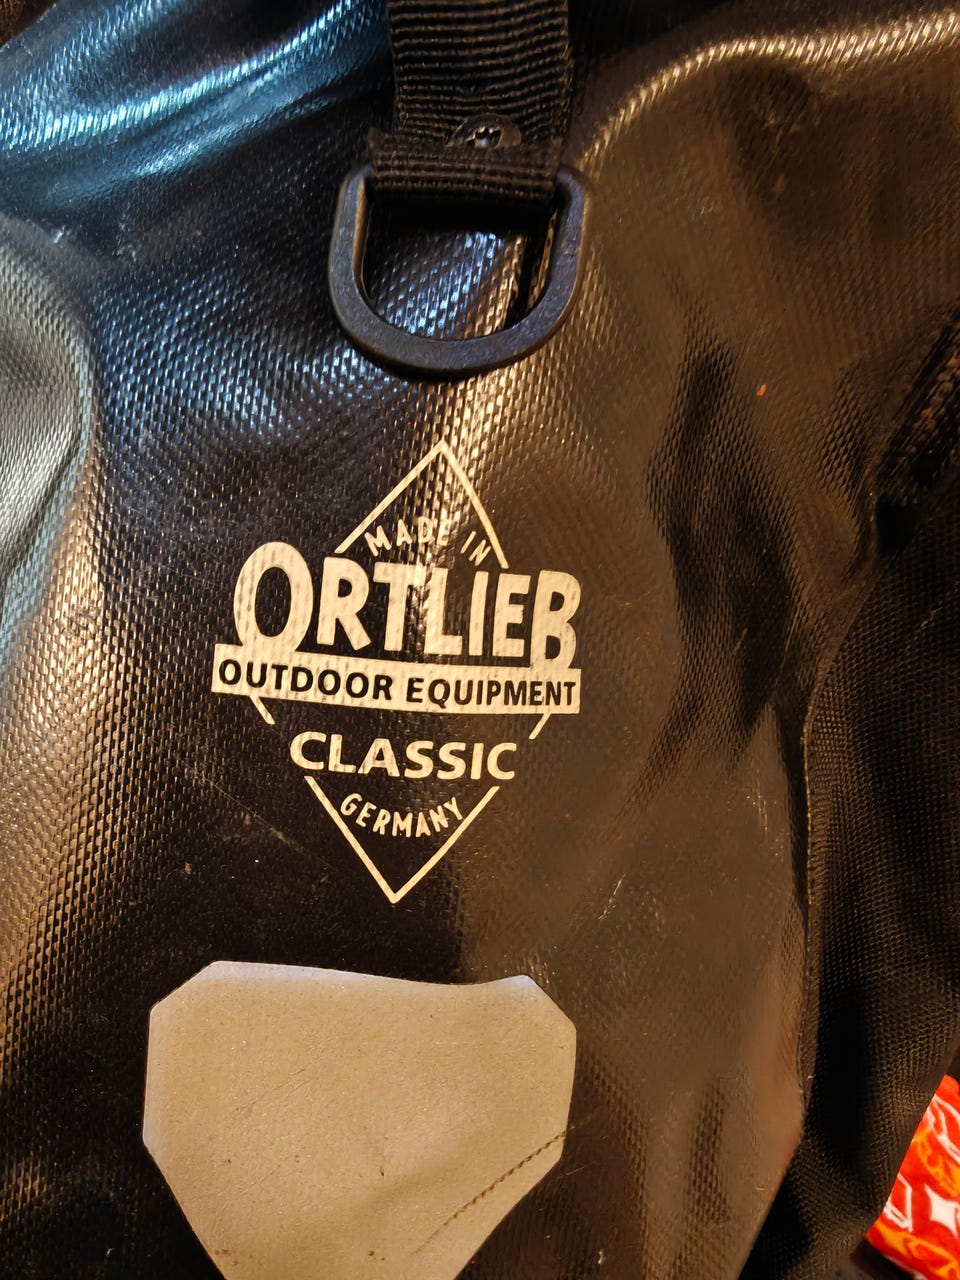 MADE IN
ORTLIEB
OUTDOOR EQUIPMENT
CLASSIC
GERMANY